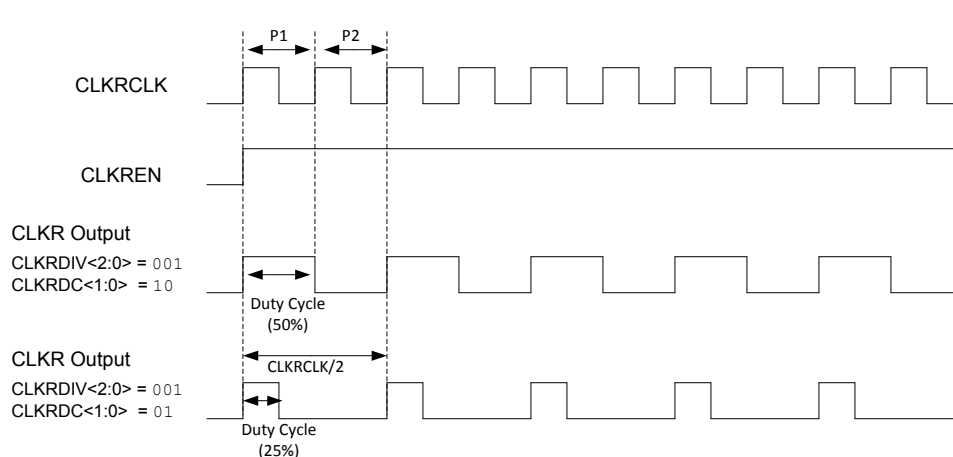 P1 P2
CLKRCLK
CLKREN
CLKR Output
CLKRDIV<2:0> = 001
CLKRDC<1:0> = 10
Duty Cycle
(50%)
CLKR Output
CLKRCLK/2
CLKRDIV<2:0> = 001
CLKRDC<1:0> = 01
Duty Cycle
(25%)